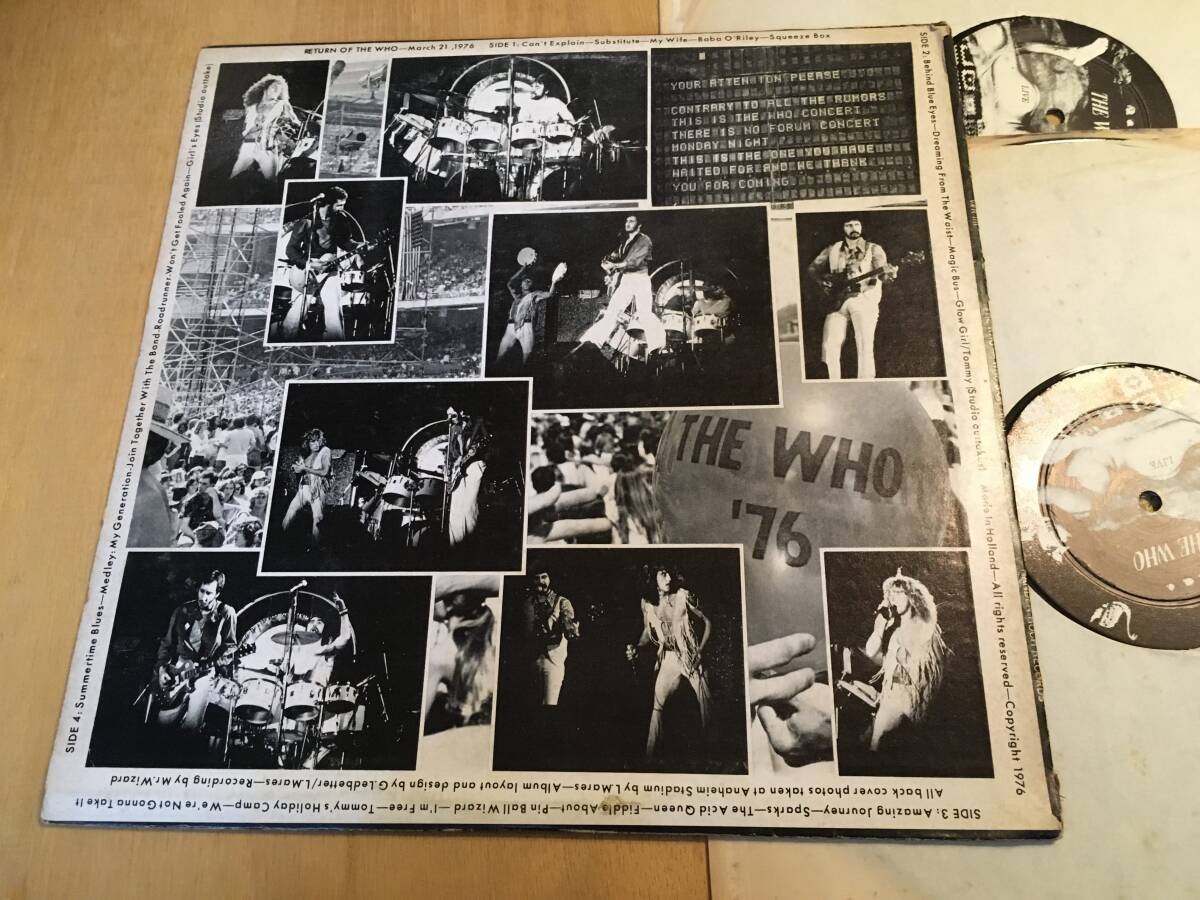 RETURN OF THE WHO—March 21 ,1976 SIDE 1: Can't Explain—Substitute—My Wife—Baba O'Riley—Squeeze Box
SIDE 2: Behind Blue Eyes—Dreaming From The Waist—Magic Bus—Glow Girl/Tommy (Studio outtakes) Made In Holland—All rights reserved—Copyright 1976
SIDE 3: Amazing Journey—Sparks—The Acid Queen—Fiddle About—Pin Ball Wizard—I'm Free—Tommy's Holiday Camp—We're Not Gonna Take It
All back cover photos taken at Anaheim Stadium by L.Mares—Album layout and design by G.Ledbetter/L.Mares—Recording by Mr.Wizard
SIDE 4: Summertime Blues—Medley: My Generation-Join Together With The Band-Roadrunner-Won't Get Fooled Again—Girl's Eyes (Studio outtake)
YOUR ATTENTON PLEASE
CONTRARY TO ALL THE RUMORS
THIS IS THE WHO CONCERT
THERE IS NO FORUM CONCERT
MONDAY NIGHT
THIS IS THE ONE YOU HAVE
WAITED FOR AND WE THANK
YOU FOR COMING.
THE WHO
'76
LIVE
THE W
LIVE
THE WHO